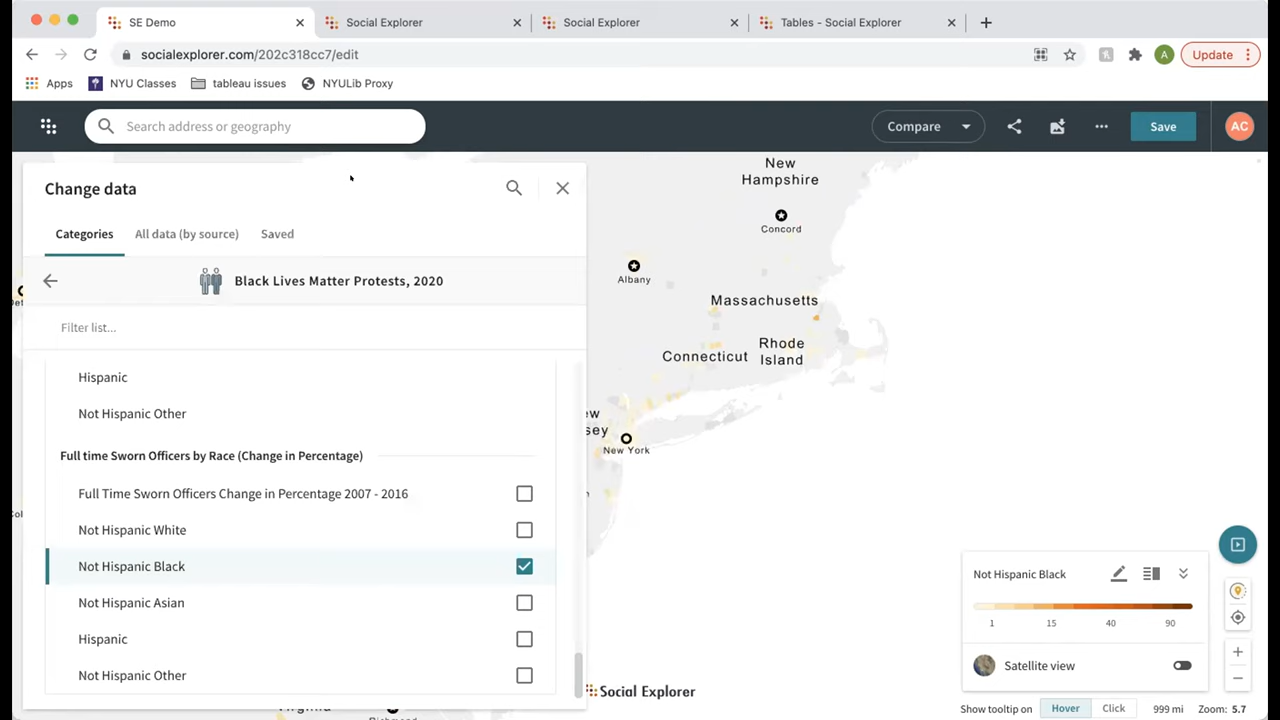 SE Demo
Social Explorer
Social Explorer
Tables - Social Explorer
socialexplorer.com/202c318cc7/edit
A
Update
Apps
NYU Classes
tableau issues
NYULib Proxy
Search address or geography
Compare
Save
AC
Change data
Categories
All data (by source)
Saved
Black Lives Matter Protests, 2020
Filter list...
Hispanic
Not Hispanic Other
Full time Sworn Officers by Race (Change in Percentage)
Full Time Sworn Officers Change in Percentage 2007 - 2016
Not Hispanic White
Not Hispanic Black
Not Hispanic Asian
Hispanic
Not Hispanic Other
New
Hampshire
Concord
Albany
Massachusetts
Rhode
Island
Connecticut
New York
Social Explorer
Not Hispanic Black
1 15 40 90
Satellite view
Show tooltip on Hover Click 999 mi Zoom: 5.7